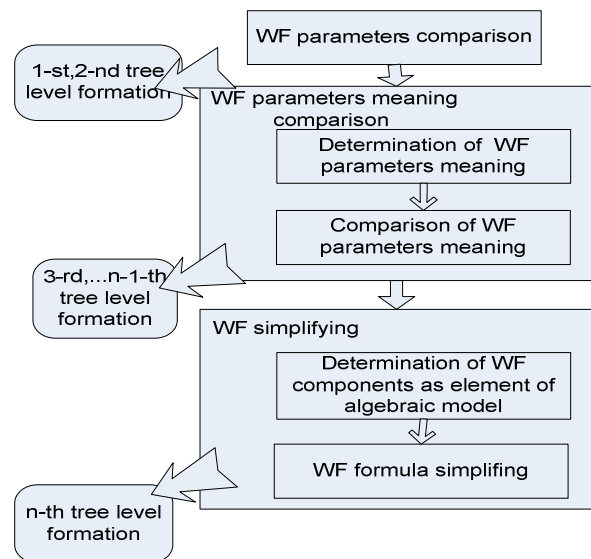 WF parameters comparison
1-st,2-nd tree
level formation
WF parameters meaning
comparison
Determination of WF
parameters meaning
Comparison of WF
parameters meaning
3-rd,...n-1-th
tree level
formation
WF simplifying
Determination of WF
components as element of
algebraic model
WF formula simplifing
n-th tree level
formation